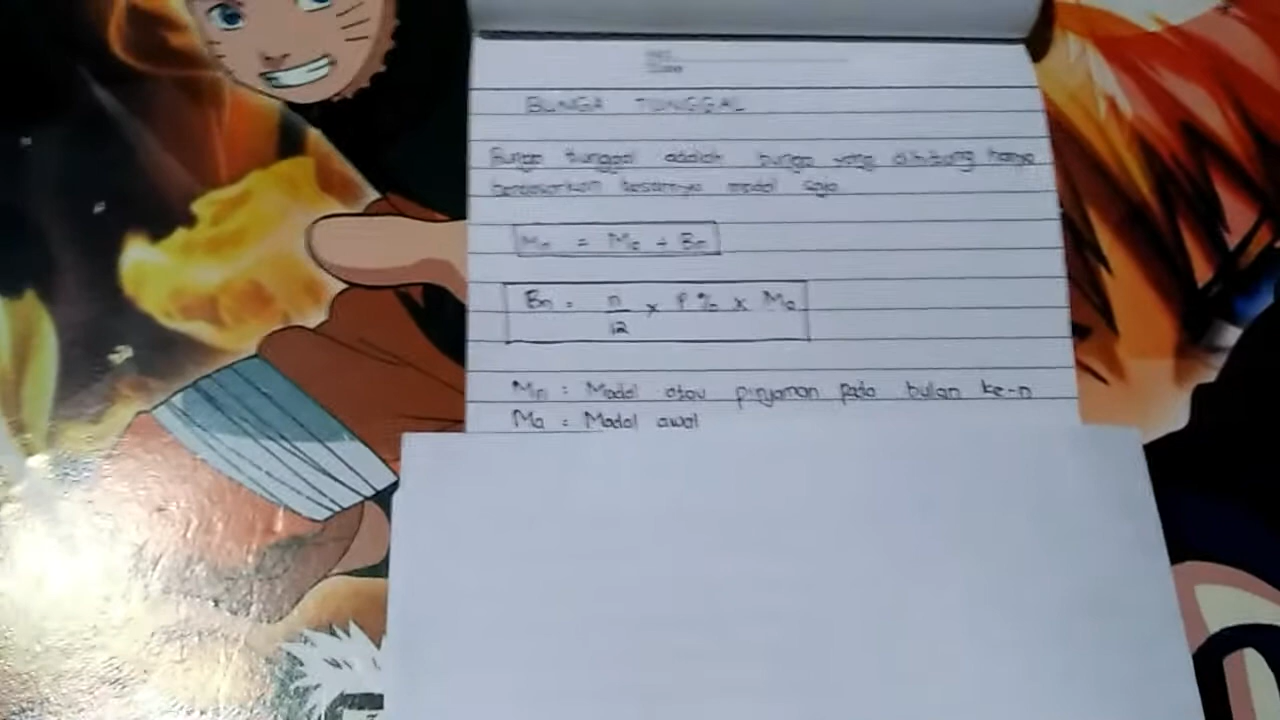 BUNGA TUNGGAL
Bunga tunggal adalah bunga yang dihitung hanya
berdasarkan besarnya modal saja
Mn = Mo + Bn
Bn = n/12 x P% x Mo
Mn = Modal atau pinjaman pada bulan ke-n
Mo = Modal awal